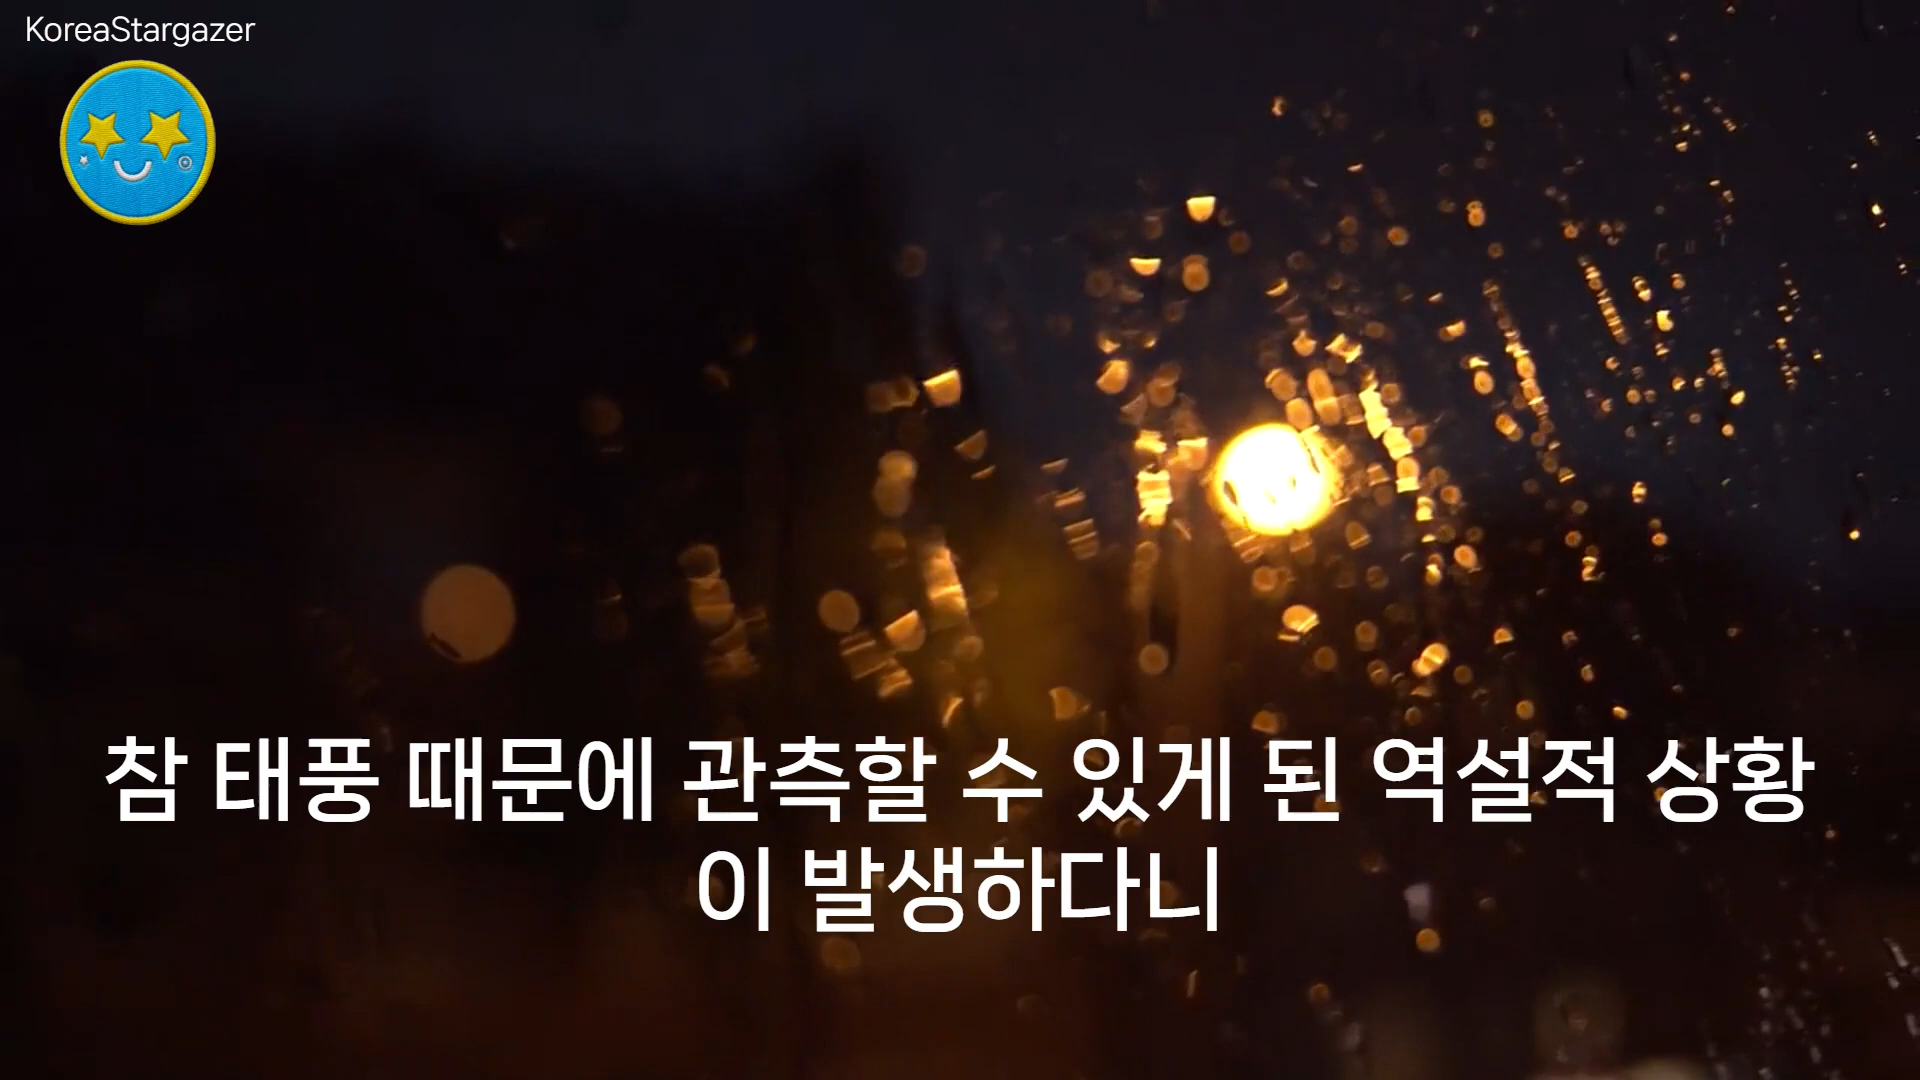 KoreaStargazer
참 태풍 때문에 관측할 수 있게 된 역설적 상황
이 발생하다니